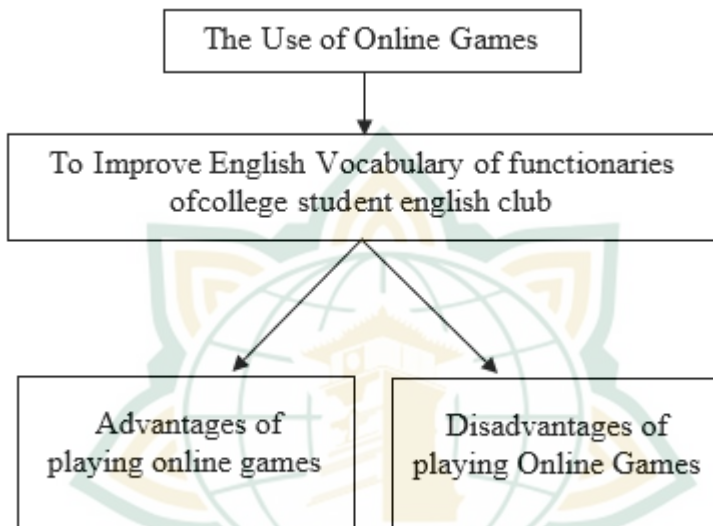 The Use of Online Games
To Improve English Vocabulary of functionaries
ofcollege student english club
Advantages of
playing online games
Disadvantages of
playing Online Games